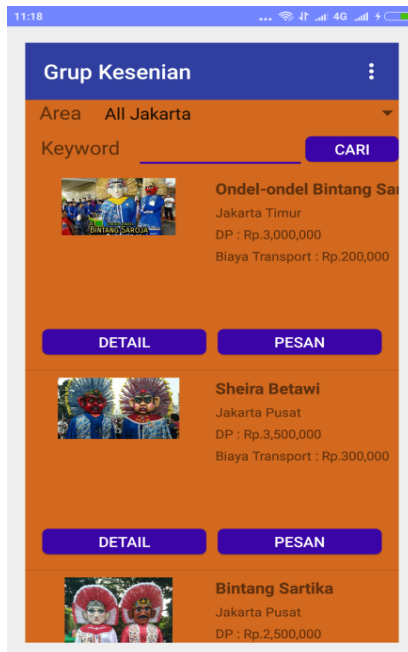 11:18
4G
Grup Kesenian
Area All Jakarta
Keyword CARI
BINTANG SAROJA
Ondel-ondel Bintang Sa
Jakarta Timur
DP : Rp.3,000,000
Biaya Transport : Rp.200,000
DETAIL PESAN
Sheira Betawi
Jakarta Pusat
DP : Rp.3,500,000
Biaya Transport : Rp.300,000
DETAIL PESAN
Bintang Sartika
Jakarta Pusat
DP : Rp.2,500,000